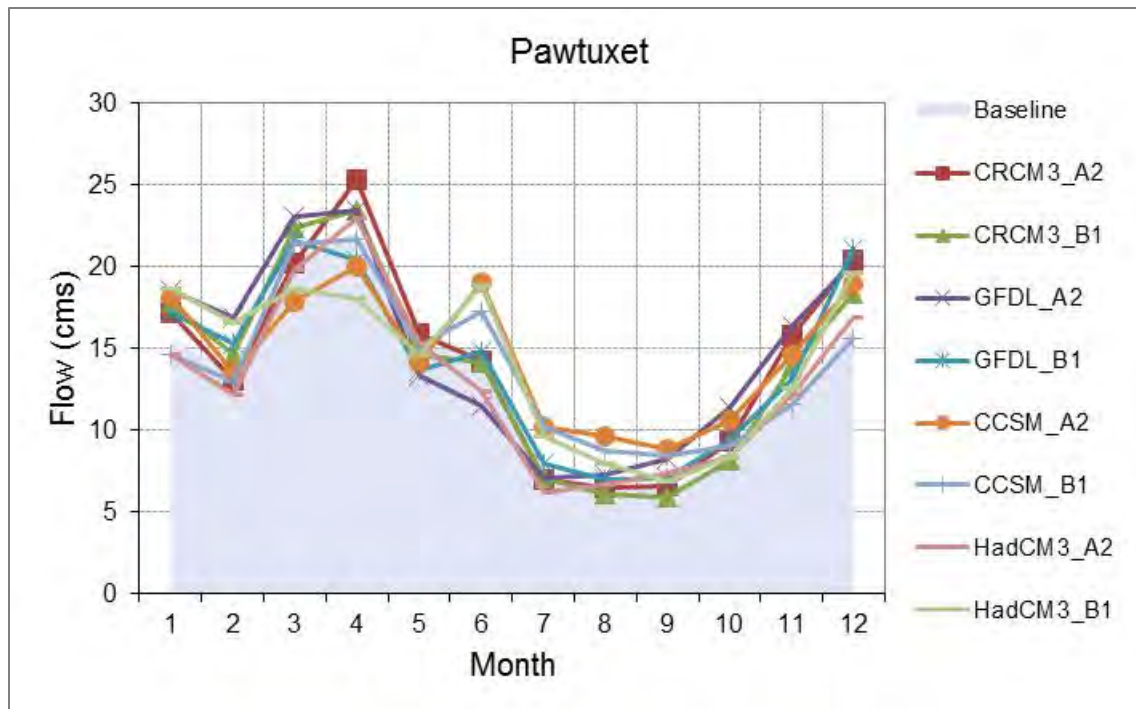 Pawtuxet
Flow (cms)
30
25
20
15
10
5
0
1 2 3 4 5 6 7 8 9 10 11 12
Month
Baseline
CRCM3_A2
CRCM3_B1
GFDL_A2
GFDL_B1
CCSM_A2
CCSM_B1
HadCM3_A2
HadCM3_B1